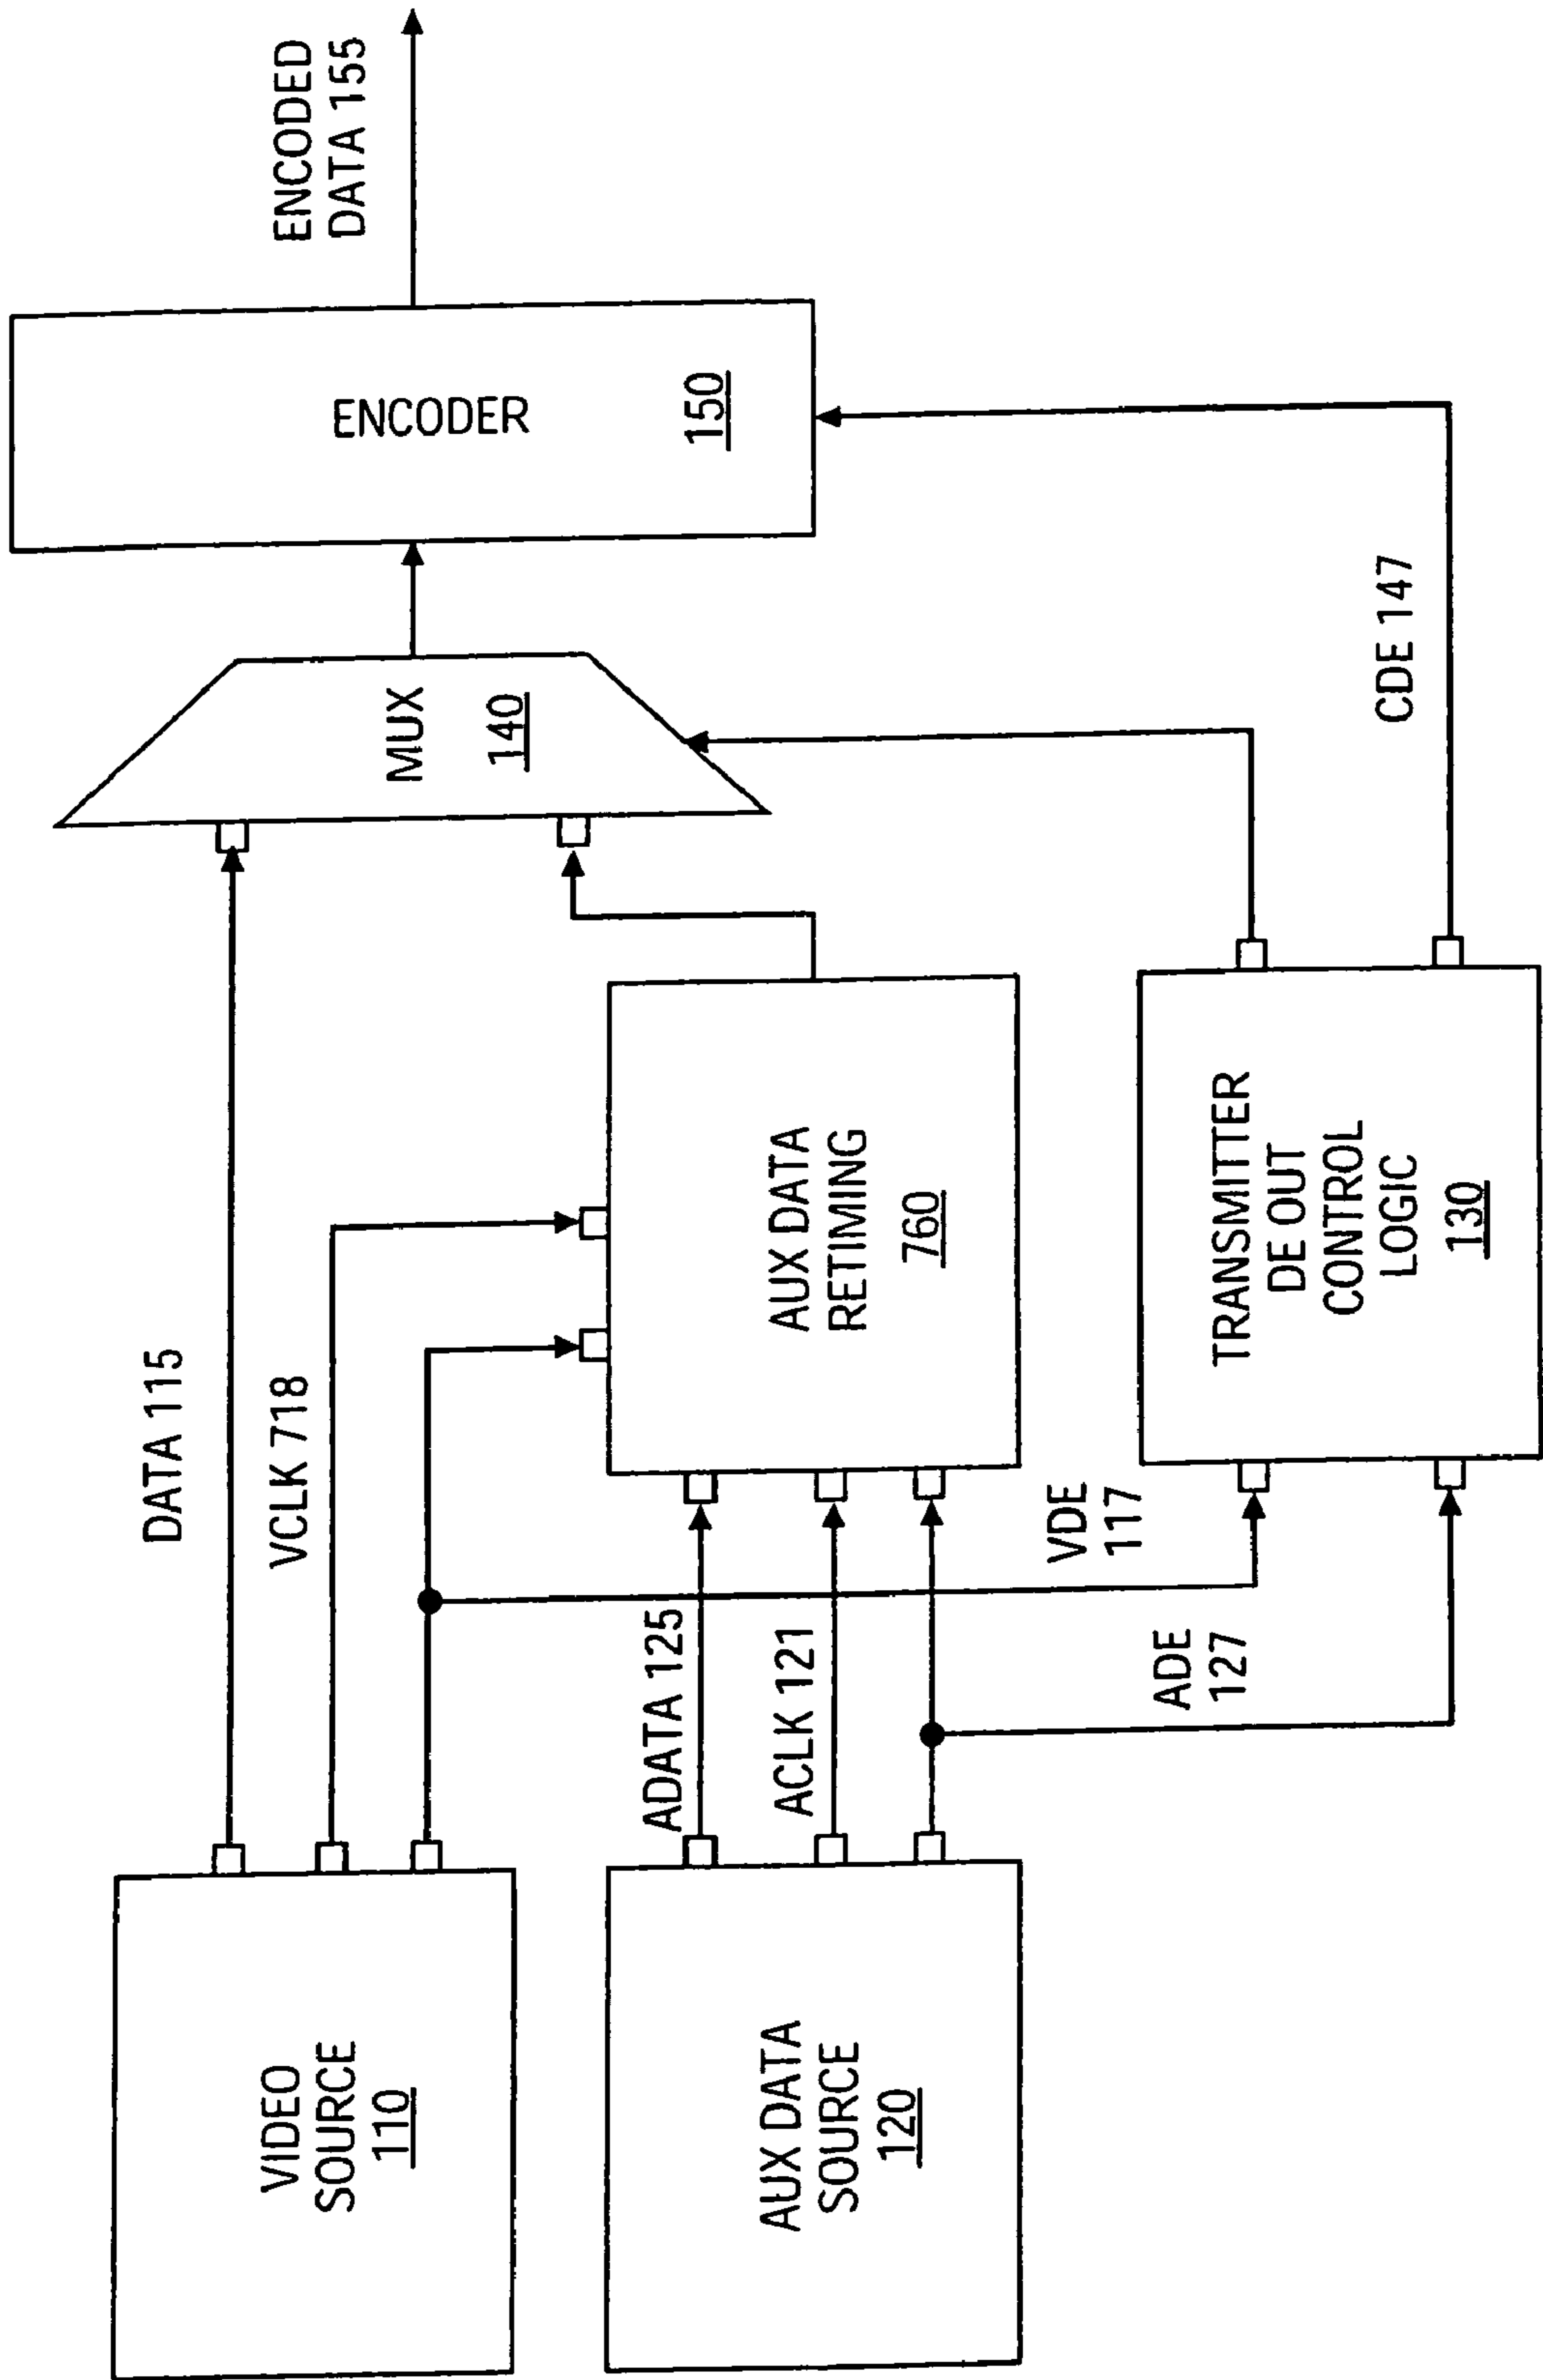 VIDEO
SOURCE
110
AUX DATA
SOURCE
120
DATA 115
VCLK 718
ADATA 125
ACLK 121
VDE
117
ADE
127
AUX DATA
RETIMING
760
TRANSMITTER
DE OUT
CONTROL
LOGIC
130
MUX
140
CDE 147
ENCODER
150
ENCODED
DATA 155